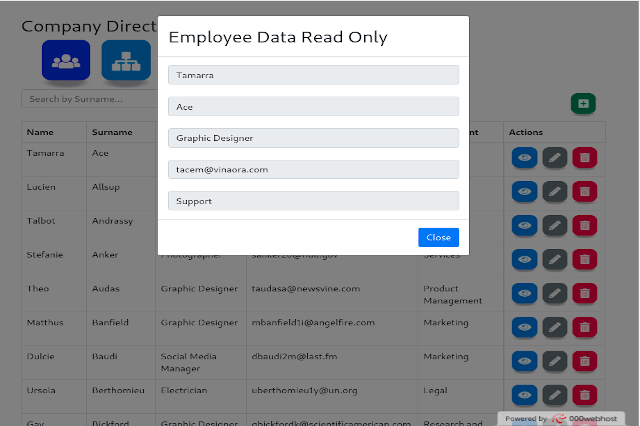 Company Direct
Employee Data Read Only
Tamarra
Ace
Graphic Designer
tacem@vinaora.com
Support
Close
Search by Surname...
Name Surname nt Actions
Tamarra Ace
Lucien Allsup
Talbot Andrassy
Stefanie Anker Photographer Services
Theo Audas Graphic Designer taudasa@newsvine.com Product
Management
Matthus Banfield Graphic Designer mbanfield1i@angelfire.com Marketing
Dulcie Baudi Social Media dbaudi2m@last.fm Marketing
Manager
Ursola Berthomieu Electrician uberthomieu1y@un.org Legal
Gay Bickford Graphic Designer gbickfordk@scientificamerican.com Research and
Powered by 000webhost